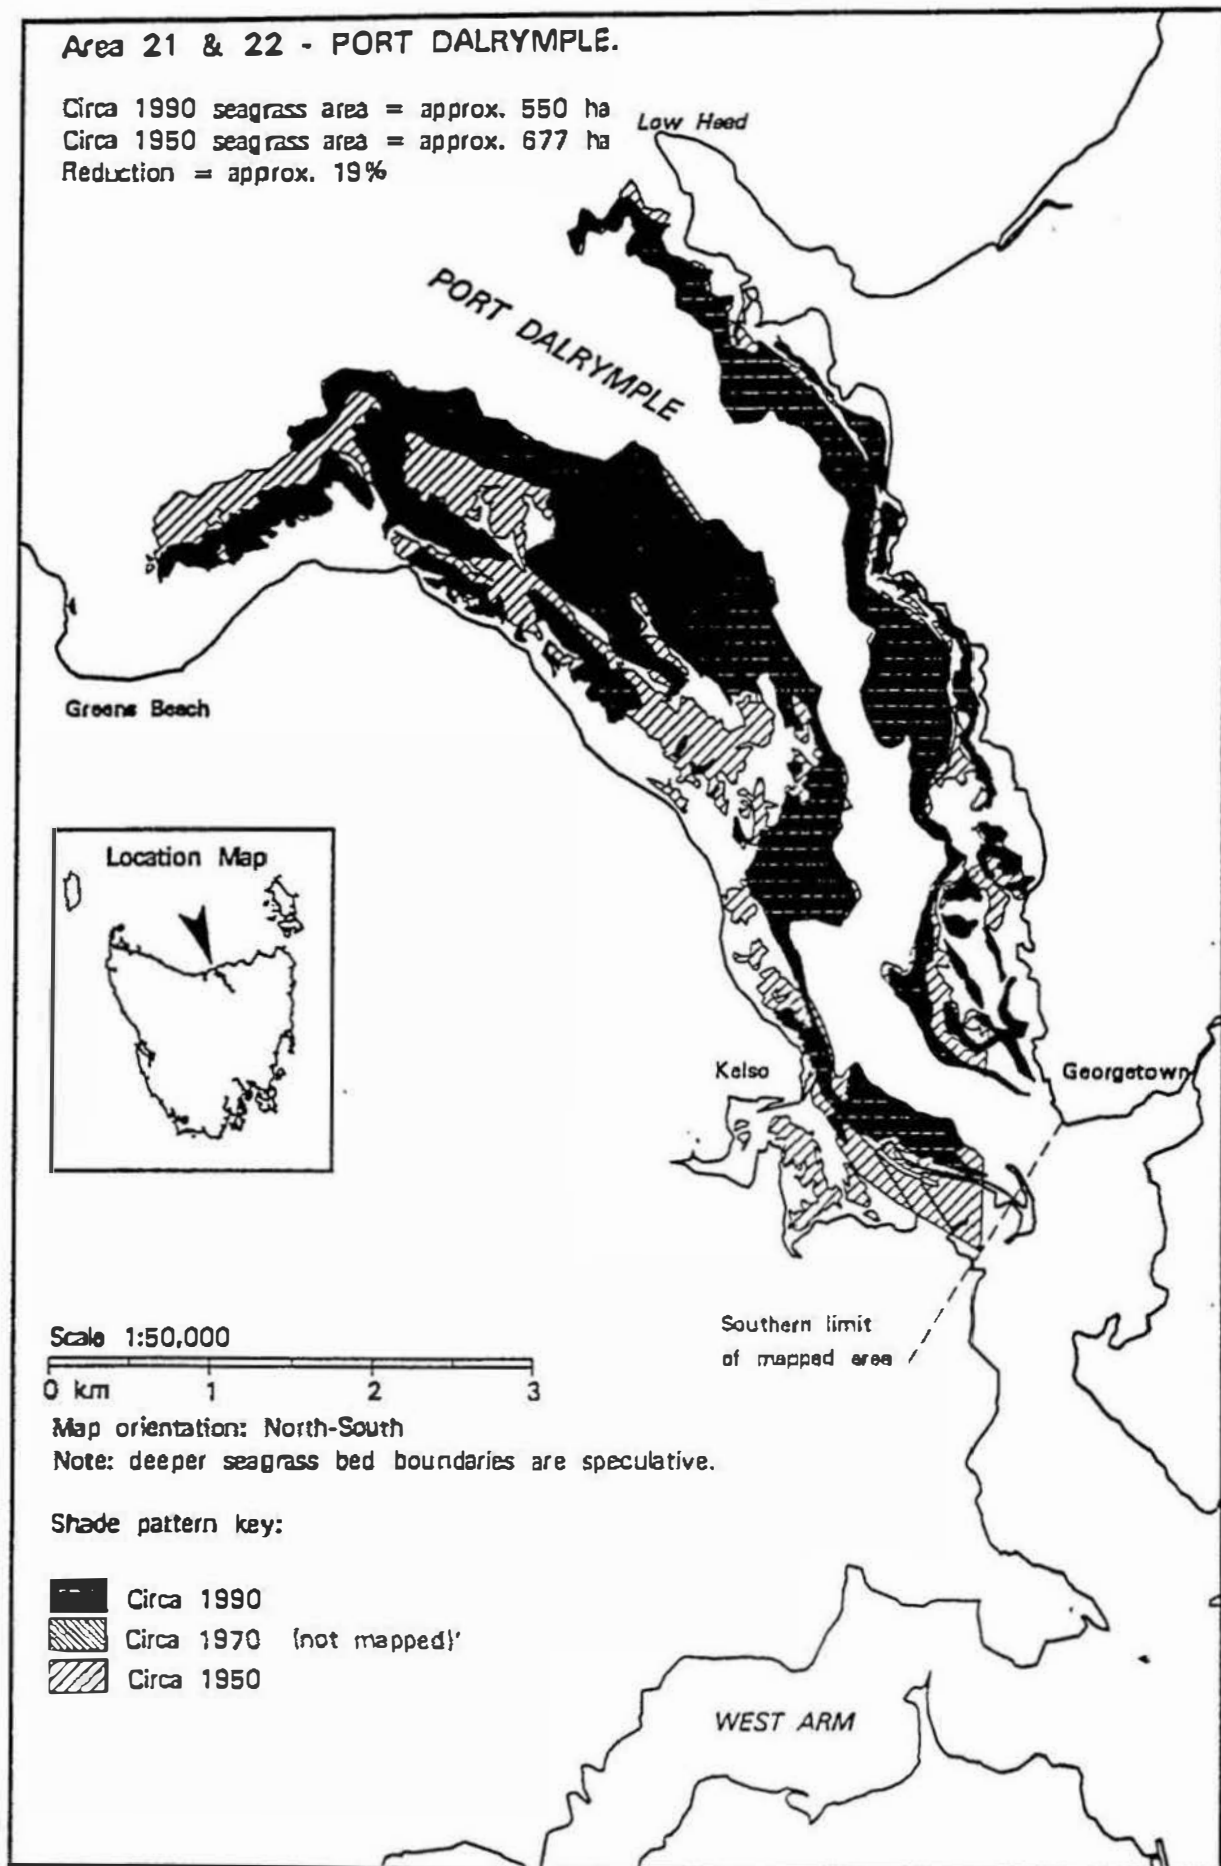 Area 21 & 22 - PORT DALRYMPLE.
Circa 1990 seagrass area = approx. 550 ha
Circa 1950 seagrass area = approx. 677 ha
Reduction = approx. 19%
Low Head
PORT DALRYMPLE
Greens Beach
Location Map
Kelso
Georgetown
Southern limit
of mapped area
Scale 1:50,000
0 km 1 2 3
Map orientation: North-South
Note: deeper seagrass bed boundaries are speculative.
Shade pattern key:
Circa 1990
Circa 1970 (not mapped)
Circa 1950
WEST ARM